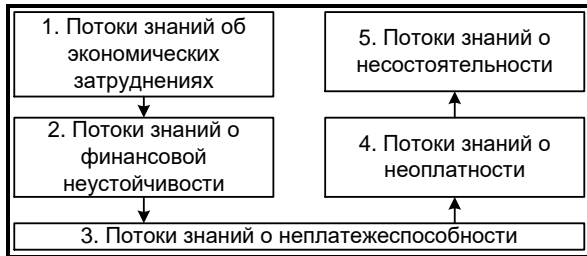 1. Потоки знаний об
экономических
затруднениях
2. Потоки знаний о
финансовой
неустойчивости
3. Потоки знаний о неплатежеспособности
4. Потоки знаний о
неоплатности
5. Потоки знаний о
несостоятельности